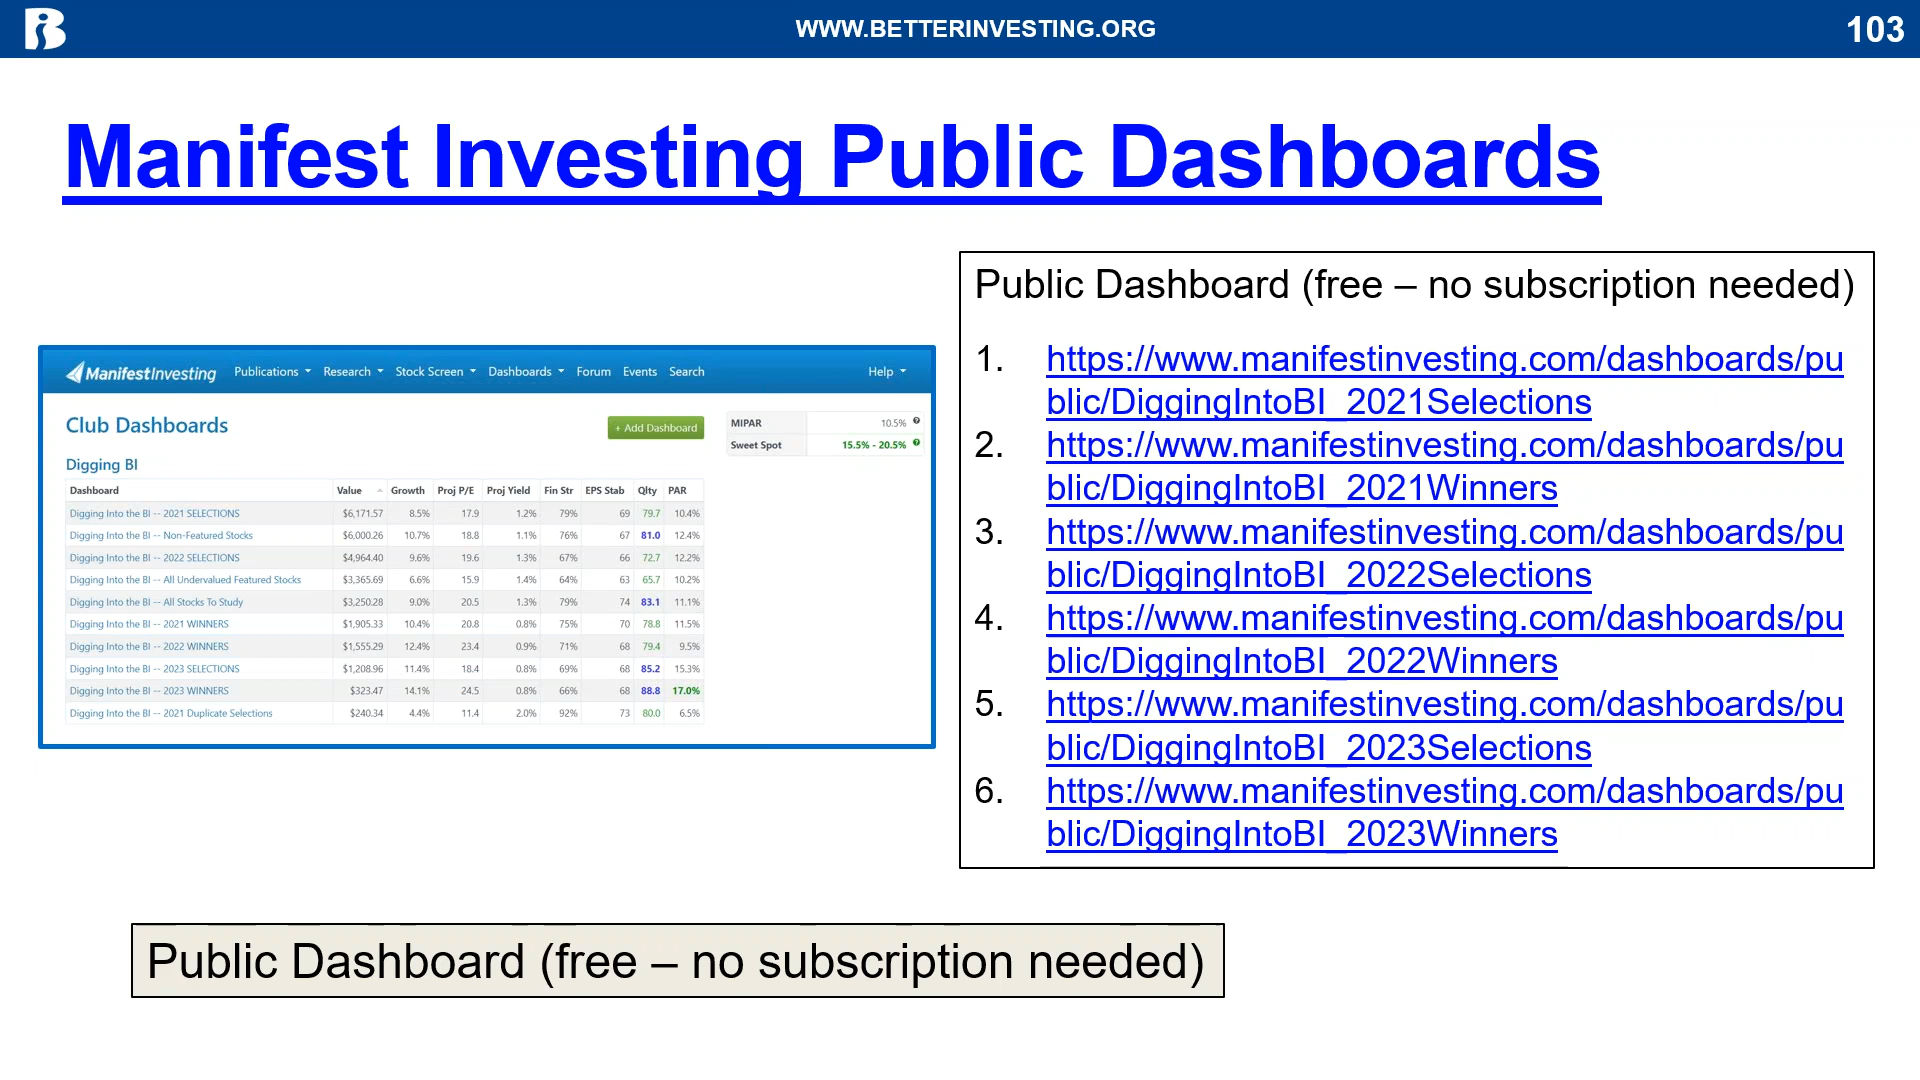 WWW.BETTERINVESTING.ORG
103
Manifest Investing Public Dashboards
ManifestInvesting Publications Research Stock Screen Dashboards Forum Events Search Help
Club Dashboards
+ Add Dashboard
MIPAR 10.5%
Sweet Spot 15.5% - 20.5%
Digging BI
Dashboard Value Growth Proj P/E Proj Yield Fin Str EPS Stab Qlty PAR
Digging Into the BI -- 2021 SELECTIONS $6,171.57 8.5% 17.9 1.2% 79% 69 79.7 10.4%
Digging Into the BI -- Non-Featured Stocks $6,000.26 10.7% 18.8 1.1% 76% 67 81.0 12.4%
Digging Into the BI -- 2022 SELECTIONS $4,964.40 9.6% 19.6 1.3% 67% 66 72.7 12.2%
Digging Into the BI -- All Undervalued Featured Stocks $3,365.69 6.6% 15.9 1.4% 64% 63 65.7 10.2%
Digging Into the BI -- All Stocks To Study $3,250.28 9.0% 20.5 1.3% 79% 74 83.1 11.1%
Digging Into the BI -- 2021 WINNERS $1,905.33 10.4% 20.8 0.8% 75% 70 78.8 11.5%
Digging Into the BI -- 2022 WINNERS $1,555.29 12.4% 23.4 0.9% 71% 68 79.4 9.5%
Digging Into the BI -- 2023 SELECTIONS $1,208.96 11.4% 18.4 0.8% 69% 68 85.2 15.3%
Digging Into the BI -- 2023 WINNERS $323.47 14.1% 24.5 0.8% 66% 68 88.8 17.0%
Digging Into the BI -- 2021 Duplicate Selections $240.34 4.4% 11.4 2.0% 92% 73 80.0 6.5%
Public Dashboard (free – no subscription needed)
1. https://www.manifestinvesting.com/dashboards/pu
blic/DiggingIntoBI_2021Selections
2. https://www.manifestinvesting.com/dashboards/pu
blic/DiggingIntoBI_2021Winners
3. https://www.manifestinvesting.com/dashboards/pu
blic/DiggingIntoBI_2022Selections
4. https://www.manifestinvesting.com/dashboards/pu
blic/DiggingIntoBI_2022Winners
5. https://www.manifestinvesting.com/dashboards/pu
blic/DiggingIntoBI_2023Selections
6. https://www.manifestinvesting.com/dashboards/pu
blic/DiggingIntoBI_2023Winners
Public Dashboard (free – no subscription needed)